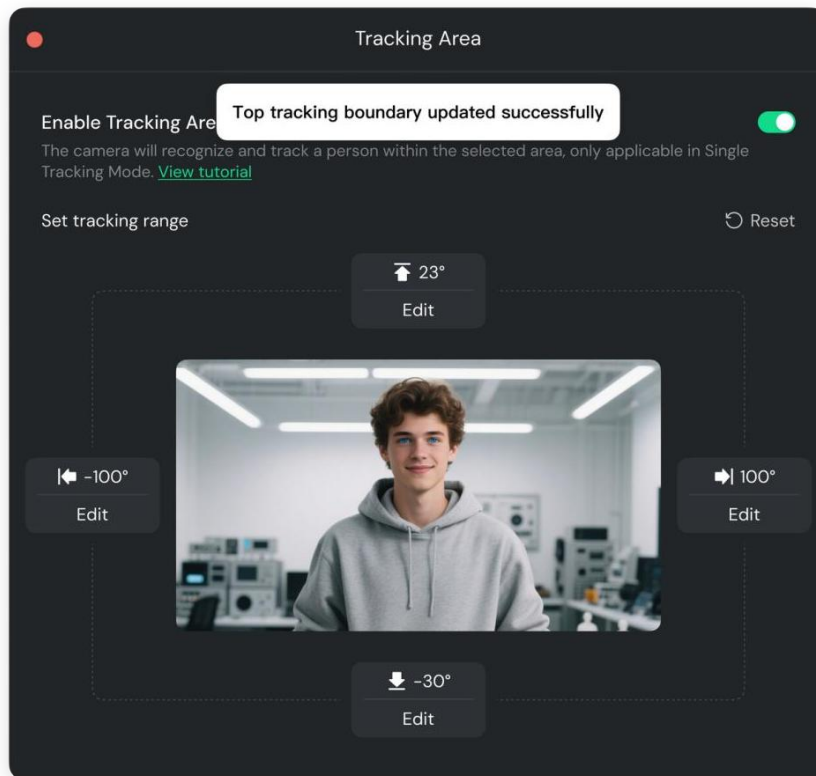 Tracking Area
Top tracking boundary updated successfully
Enable Tracking Are
The camera will recognize and track a person within the selected area, only applicable in Single
Tracking Mode. View tutorial
Set tracking range
Reset
23°
Edit
-100°
Edit
100°
Edit
-30°
Edit